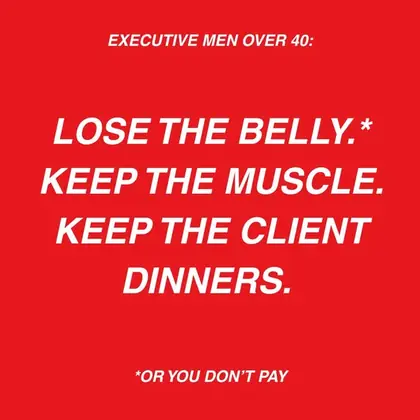 EXECUTIVE MEN OVER 40:
LOSE THE BELLY.*
KEEP THE MUSCLE.
KEEP THE CLIENT
DINNERS.
*OR YOU DON'T PAY